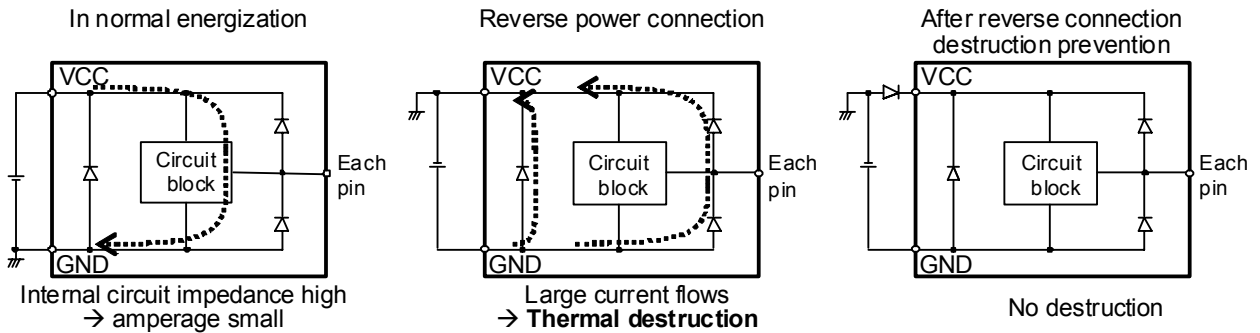 In normal energization
VCC
Circuit
block
Each
pin
GND
Internal circuit impedance high
→ amperage small
Reverse power connection
VCC
Circuit
block
Each
pin
GND
Large current flows
→ Thermal destruction
After reverse connection
destruction prevention
VCC
Circuit
block
Each
pin
GND
No destruction